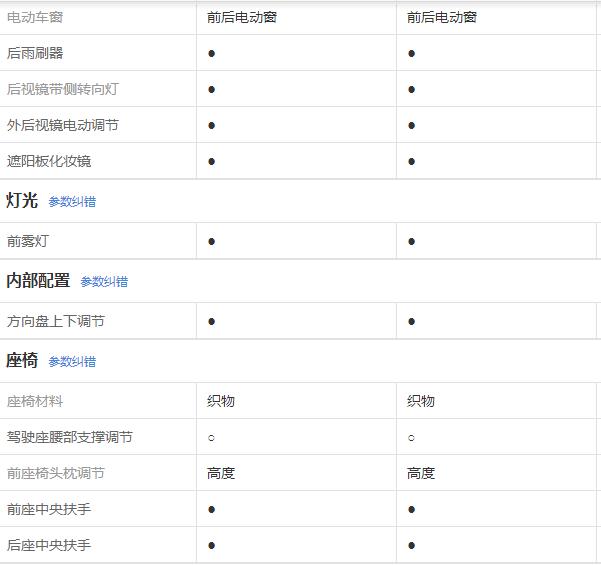 电动车窗 前后电动窗 前后电动窗
后雨刷器 ● ●
后视镜带侧转向灯 ● ●
外后视镜电动调节 ● ●
遮阳板化妆镜 ● ●
灯光 参数纠错
前雾灯 ● ●
内部配置 参数纠错
方向盘上下调节 ● ●
座椅 参数纠错
座椅材料 织物 织物
驾驶座腰部支撑调节 ○ ○
前座椅头枕调节 高度 高度
前座中央扶手 ● ●
后座中央扶手 ● ●